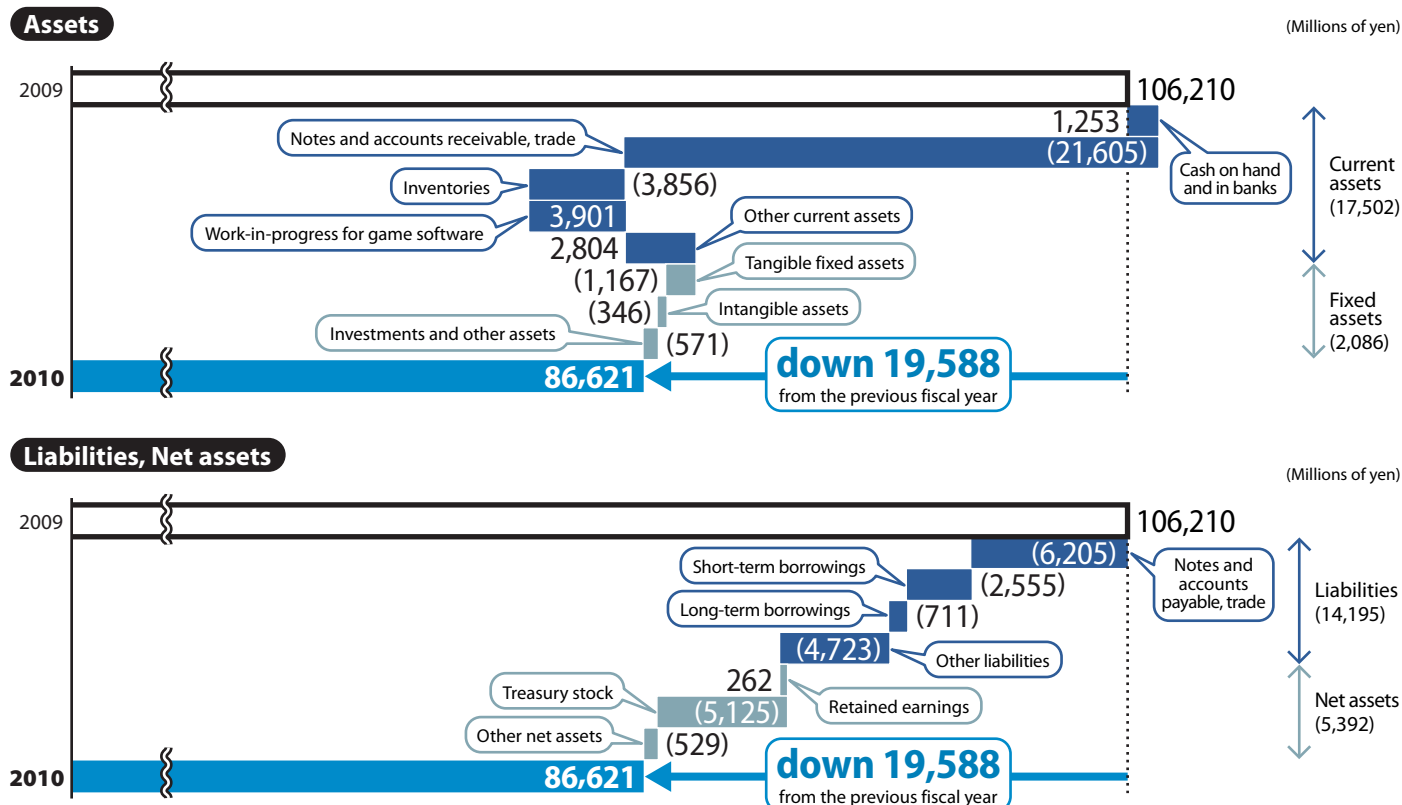 Assets
(Millions of yen)
2009
106,210
1,253
Notes and accounts receivable, trade
(21,605)
Cash on hand
and in banks
Current
assets
(17,502)
Inventories
(3,856)
Work-in-progress for game software
3,901
Other current assets
2,804
Tangible fixed assets
(1,167)
Intangible assets
(346)
Fixed
assets
(2,086)
Investments and other assets
(571)
2010
86,621
down 19,588
from the previous fiscal year
Liabilities, Net assets
(Millions of yen)
2009
106,210
(6,205)
Notes and
accounts
payable, trade
Short-term borrowings
(2,555)
Liabilities
(14,195)
Long-term borrowings
(711)
(4,723)
Other liabilities
262
Retained earnings
Treasury stock
(5,125)
Net assets
(5,392)
Other net assets
(529)
2010
86,621
down 19,588
from the previous fiscal year